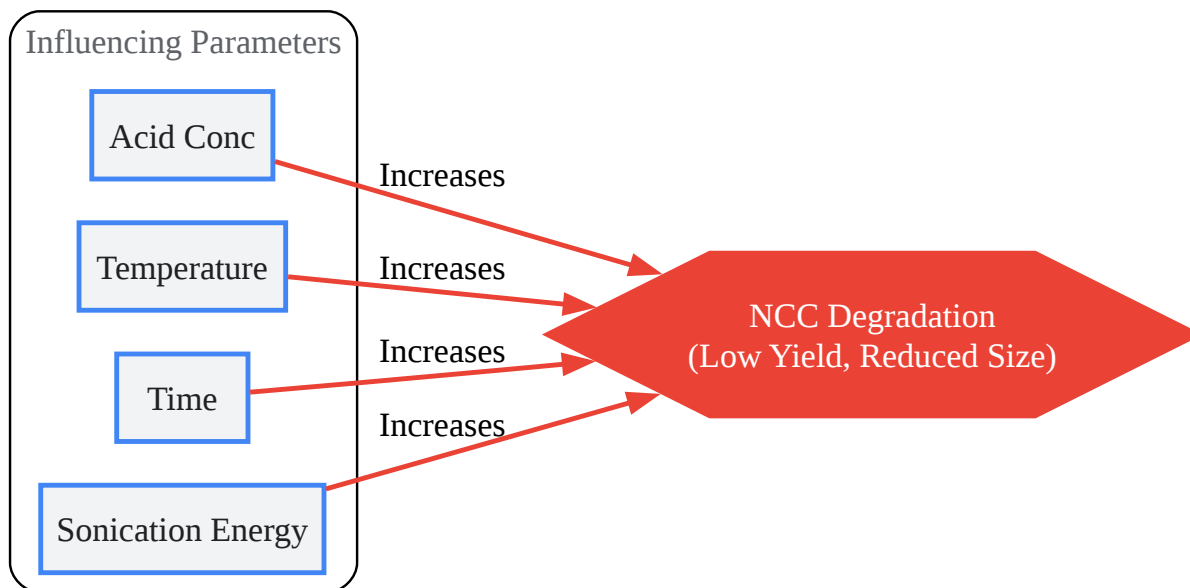 Influencing Parameters
Acid Conc
Increases
Temperature
Increases
NCC Degradation
(Low Yield, Reduced Size)
Time
Increases
Sonication Energy
Increases